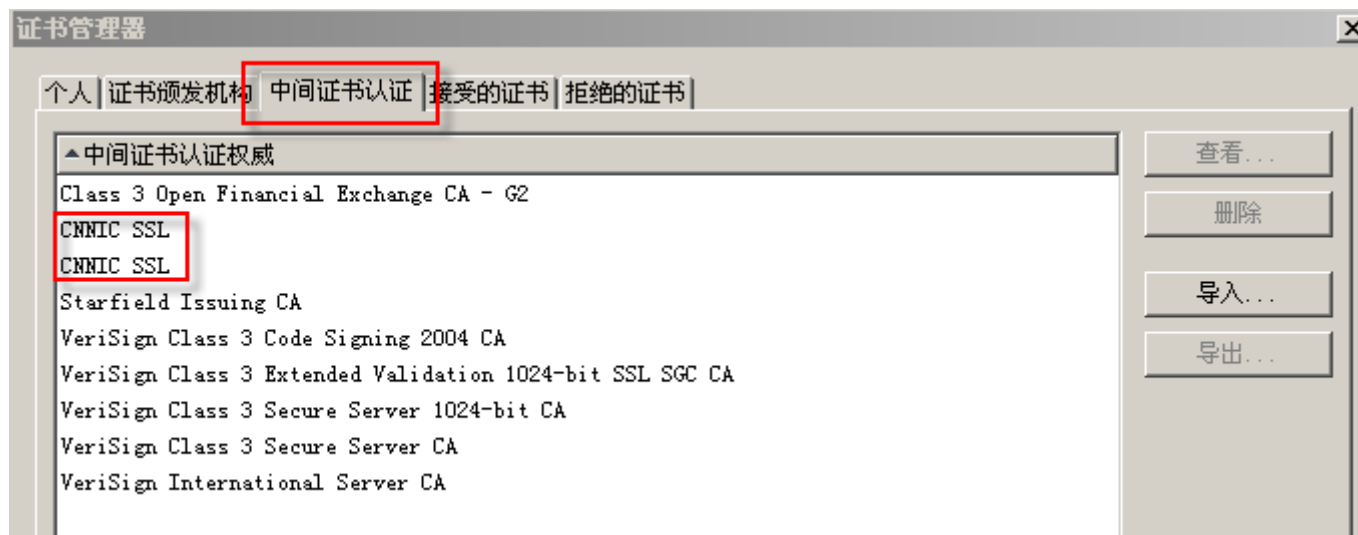 证书管理器
个人 证书颁发机构 中间证书认证 接受的证书 拒绝的证书
中间证书认证权威
Class 3 Open Financial Exchange CA - G2
CNNIC SSL
CNNIC SSL
Starfield Issuing CA
VeriSign Class 3 Code Signing 2004 CA
VeriSign Class 3 Extended Validation 1024-bit SSL SGC CA
VeriSign Class 3 Secure Server 1024-bit CA
VeriSign Class 3 Secure Server CA
VeriSign International Server CA
查看...
删除
导入...
导出...